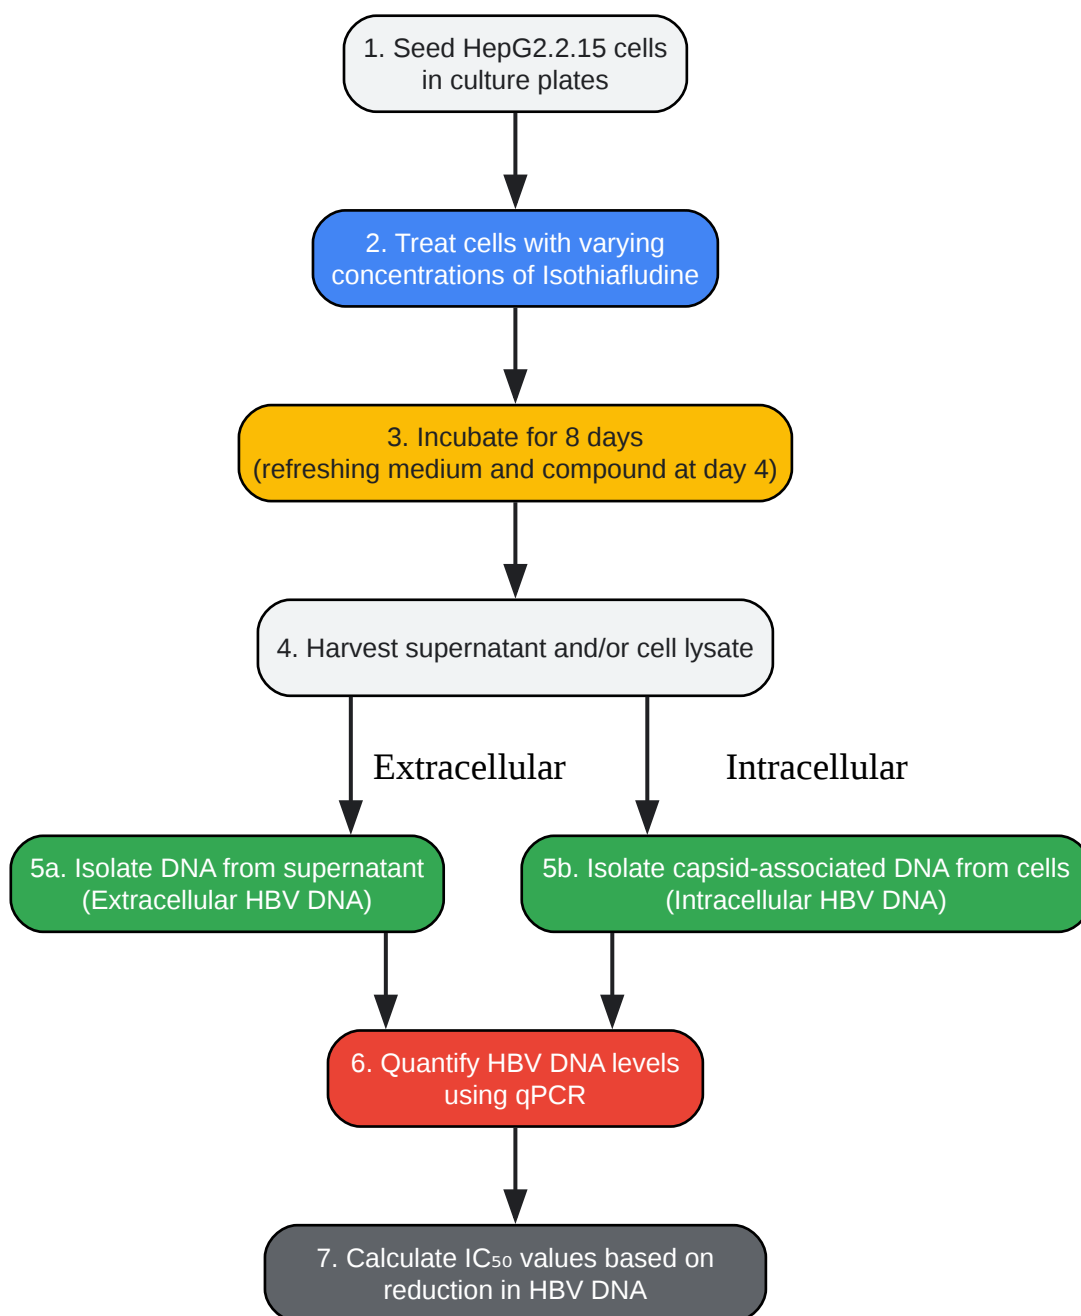 1. Seed HepG2.2.15 cells
in culture plates
2. Treat cells with varying
concentrations of Isothiafludine
3. Incubate for 8 days
(refreshing medium and compound at day 4)
4. Harvest supernatant and/or cell lysate
Extracellular
Intracellular
5a. Isolate DNA from supernatant
(Extracellular HBV DNA)
5b. Isolate capsid-associated DNA from cells
(Intracellular HBV DNA)
6. Quantify HBV DNA levels
using qPCR
7. Calculate IC₅₀ values based on
reduction in HBV DNA